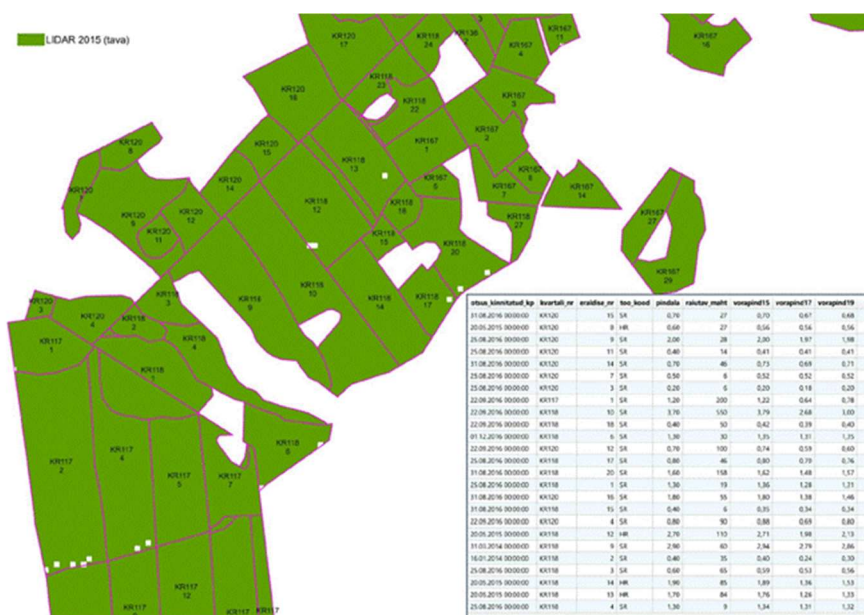 LIDAR 2015 (tava)
KR120
17
KR118
24
KR167
4
KR167
11
KR167
16
KR120
16
KR118
23
KR118
22
KR167
3
KR167
2
KR167
1
KR120
8
KR120
15
KR118
13
KR120
14
KR120
KR167
7
KR167
14
KR118
12
KR118
27
KR120
9
KR120
11
KR120
12
KR118
20
KR167
27
KR167
29
KR118
3
KR118
9
KR118
10
KR118
14
KR118
17
KR120
3
KR120
4
KR118
2
KR118
4
KR117
1
KR118
KR118
6
KR117
2
KR117
4
KR117
5
KR117
7
KR117
12
otsus_kinnitatud_kp kvartali_nr eraldise_nr too_kood pindala raiutav_maht vorapind15 vorapind17 vorapind19
31.08.2016 00:00:00 KR120 15 SR 0,70 27 0,70 0,67 0,68
20.05.2015 00:00:00 KR120 8 HR 0,60 27 0,56 0,56 0,56
25.08.2016 00:00:00 KR120 9 SR 2,00 28 2,00 1,97 1,98
25.08.2016 00:00:00 KR120 11 SR 0,40 14 0,41 0,41 0,41
31.08.2016 00:00:00 KR120 14 SR 0,70 46 0,73 0,69 0,71
25.08.2016 00:00:00 KR120 7 SR 0,50 6 0,52 0,52 0,52
25.08.2016 00:00:00 KR120 3 SR 0,20 6 0,20 0,18 0,20
22.09.2016 00:00:00 KR117 1 SR 1,20 200 1,22 0,64 0,78
22.09.2016 00:00:00 KR118 10 SR 3,70 550 3,79 2,68 3,00
22.09.2016 00:00:00 KR118 18 SR 0,40 50 0,42 0,39 0,40
01.12.2016 00:00:00 KR118 6 SR 1,30 30 1,35 1,31 1,35
22.09.2016 00:00:00 KR120 12 SR 0,70 100 0,74 0,59 0,60
25.08.2016 00:00:00 KR118 17 SR 0,80 46 0,80 0,70 0,76
31.08.2016 00:00:00 KR118 20 SR 1,60 158 1,62 1,48 1,57
25.08.2016 00:00:00 KR118 1 SR 1,30 19 1,36 1,28 1,31
31.08.2016 00:00:00 KR120 16 SR 1,80 55 1,80 1,38 1,46
31.08.2016 00:00:00 KR118 15 SR 0,40 6 0,35 0,34 0,34
22.09.2016 00:00:00 KR120 4 SR 0,80 90 0,88 0,69 0,80
20.05.2015 00:00:00 KR118 12 HR 2,70 110 2,71 1,98 2,13
31.03.2014 00:00:00 KR118 9 SR 2,90 60 2,94 2,79 2,86
16.01.2014 00:00:00 KR118 2 SR 0,40 35 0,40 0,24 0,30
25.08.2016 00:00:00 KR118 3 SR 0,60 65 0,59 0,53 0,56
20.05.2015 00:00:00 KR118 14 HR 1,90 85 1,89 1,36 1,53
20.05.2015 00:00:00 KR118 13 HR 1,70 84 1,76 1,26 1,33
25.08.2016 00:00:00 KR118 4 SR 1,30 9 1,34 1,31 1,32